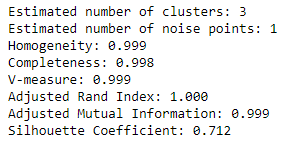 Estimated number of clusters: 3
Estimated number of noise points: 1
Homogeneity: 0.999
Completeness: 0.998
V-measure: 0.999
Adjusted Rand Index: 1.000
Adjusted Mutual Information: 0.999
Silhouette Coefficient: 0.712